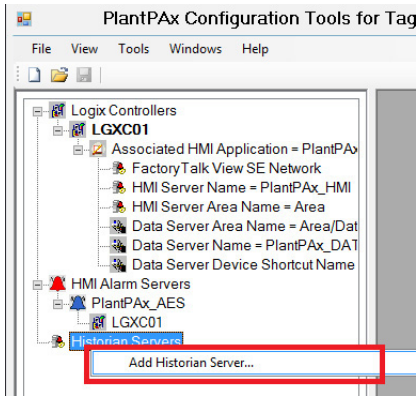 PlantPAx Configuration Tools for Tag
File View Tools Windows Help
Logix Controllers
LGXC01
Associated HMI Application = PlantPAx
FactoryTalk View SE Network
HMI Server Name = PlantPAx_HMI
HMI Server Area Name = Area
Data Server Area Name = Area/Dat
Data Server Name = PlantPAx_DAT
Data Server Device Shortcut Name
HMI Alarm Servers
PlantPAx_AES
LGXC01
Historian Servers
Add Historian Server...